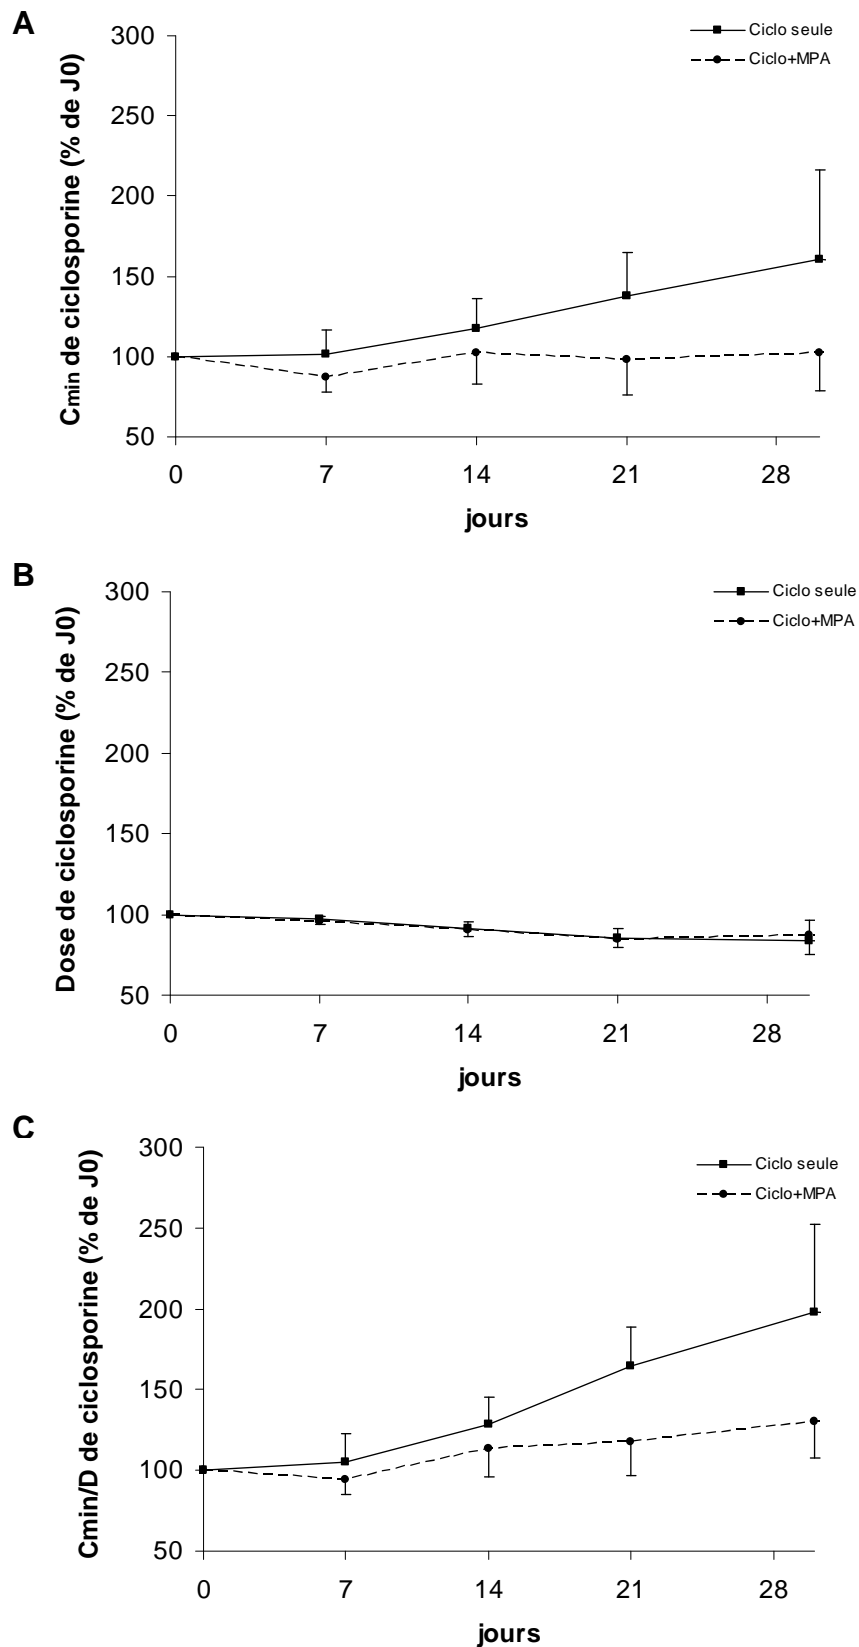 A
Cmin de ciclosporine (% de J0)
300
250
200
150
100
50
0 7 14 21 28
jours
Ciclo seule
Ciclo+MPA
B
Dose de ciclosporine (% de J0)
300
250
200
150
100
50
0 7 14 21 28
jours
Ciclo seule
Ciclo+MPA
C
Cmin/D de ciclosporine (% de J0)
300
250
200
150
100
50
0 7 14 21 28
jours
Ciclo seule
Ciclo+MPA